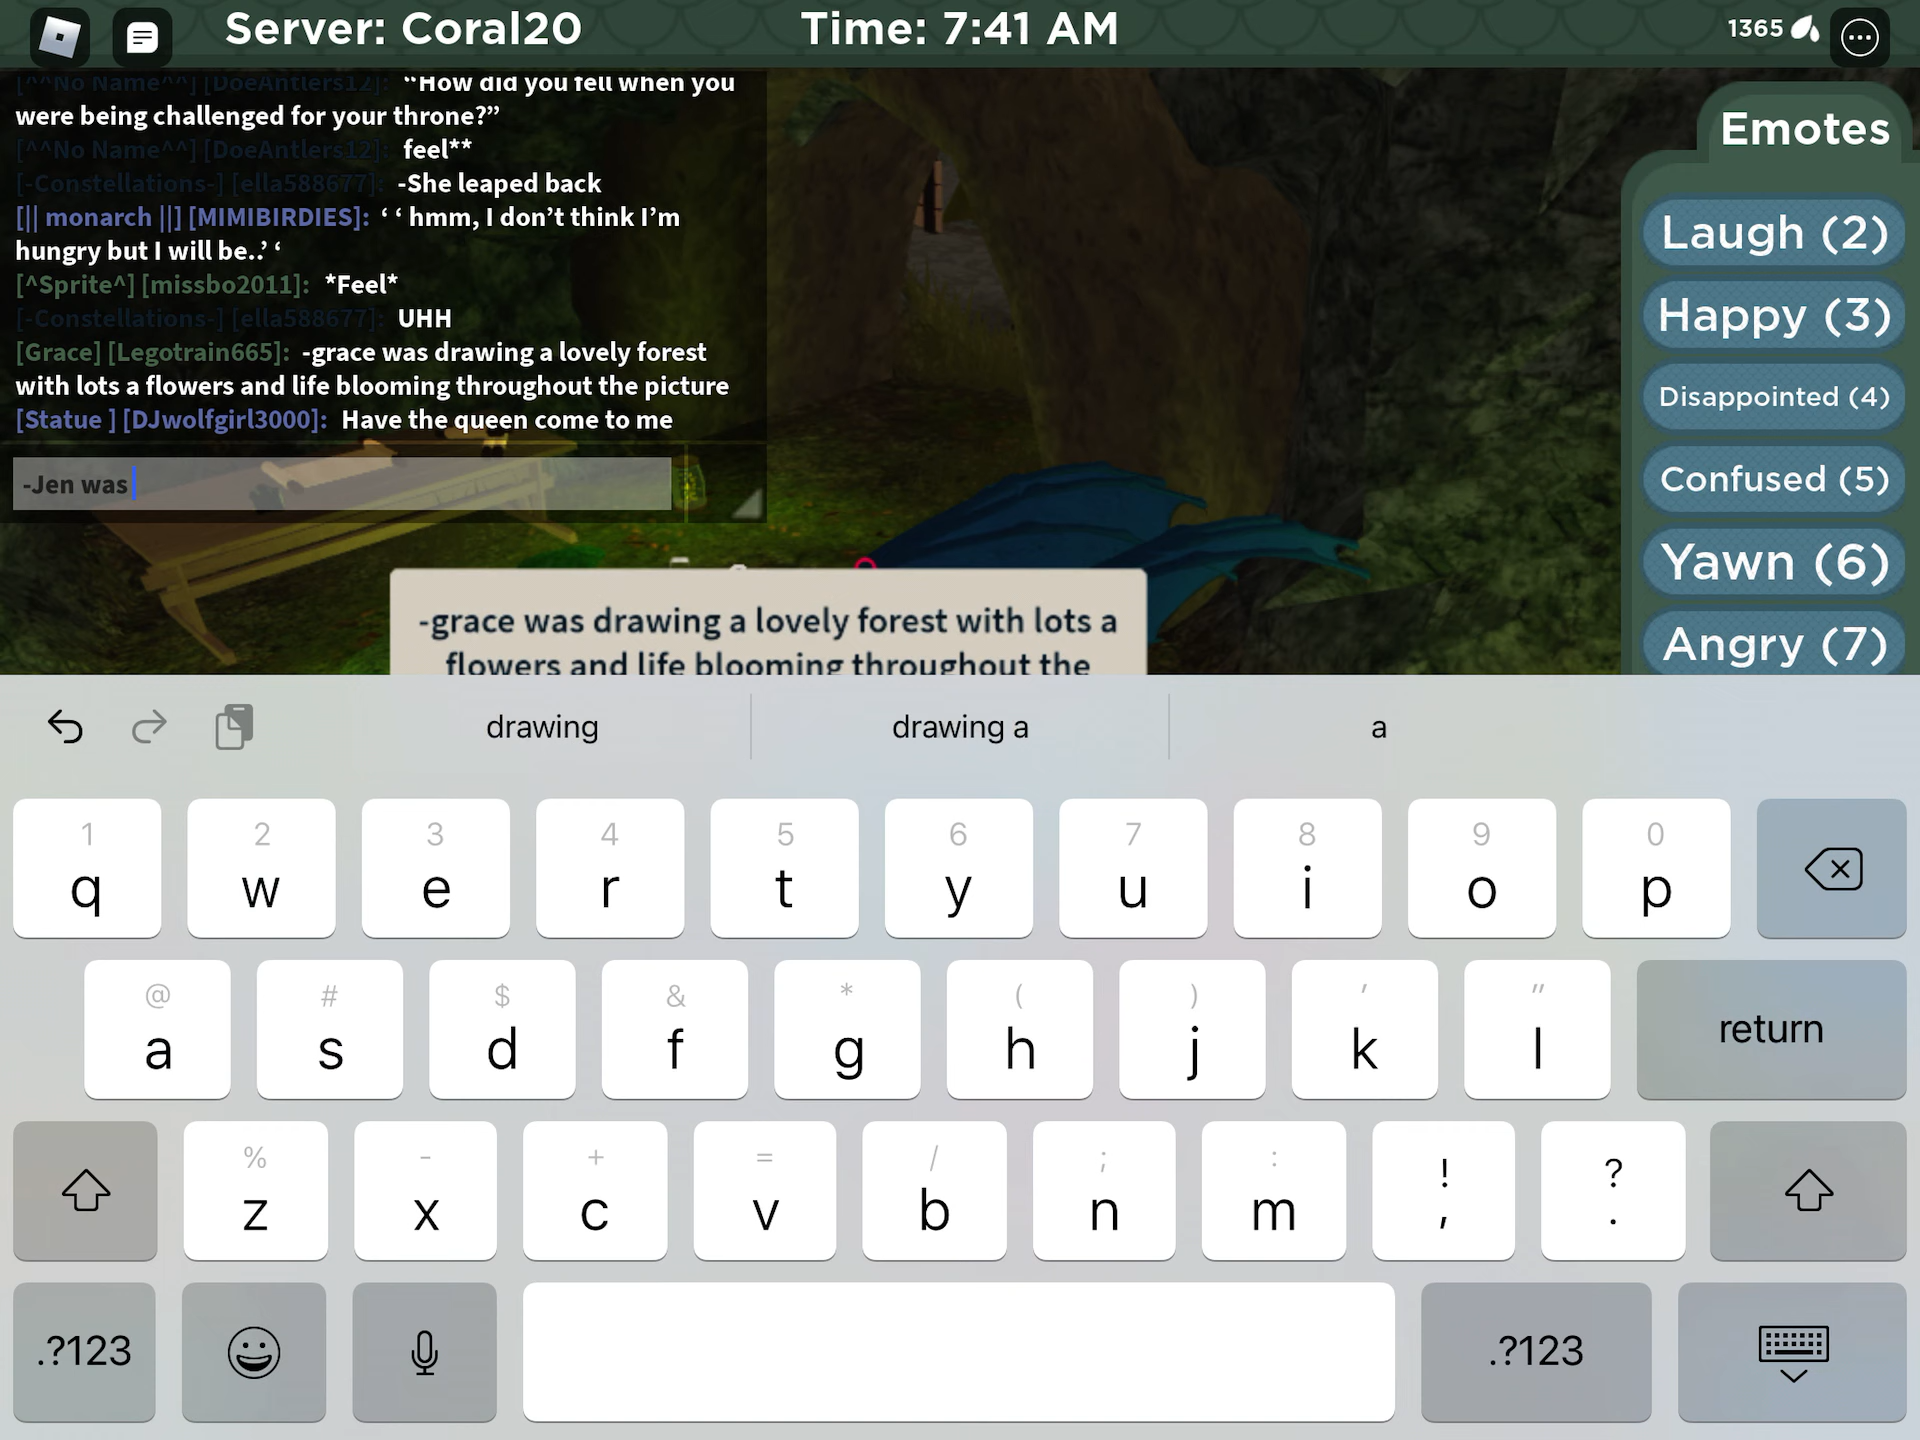 Server: Coral20
Time: 7:41 AM
1365
[^^No Name^^] [DoeAntlers12]: “How did you fell when you
were being challenged for your throne?”
[^^No Name^^] [DoeAntlers12]: feel**
[-Constellations-] [ella588677]: -She leaped back
[|| monarch ||] [MIMIBIRDIES]: ‘ ‘ hmm, I don’t think I’m
hungry but I will be..’ ‘
[^Sprite^] [missbo2011]: *Feel*
[-Constellations-] [ella588677]: UHH
[Grace] [Legotrain665]: -grace was drawing a lovely forest
with lots a flowers and life blooming throughout the picture
[Statue ] [DJwolfgirl3000]: Have the queen come to me
-Jen was
Emotes
Laugh (2)
Happy (3)
Disappointed (4)
Confused (5)
Yawn (6)
Angry (7)
-grace was drawing a lovely forest with lots a
flowers and life blooming throughout the
drawing
drawing a
a
1 2 3 4 5 6 7 8 9 0
q w e r t y u i o p
@ # $ & * ( ) ' "
a s d f g h j k l
return
% - + = / ; : ! ?
z x c v b n m , .
.?123
.?123